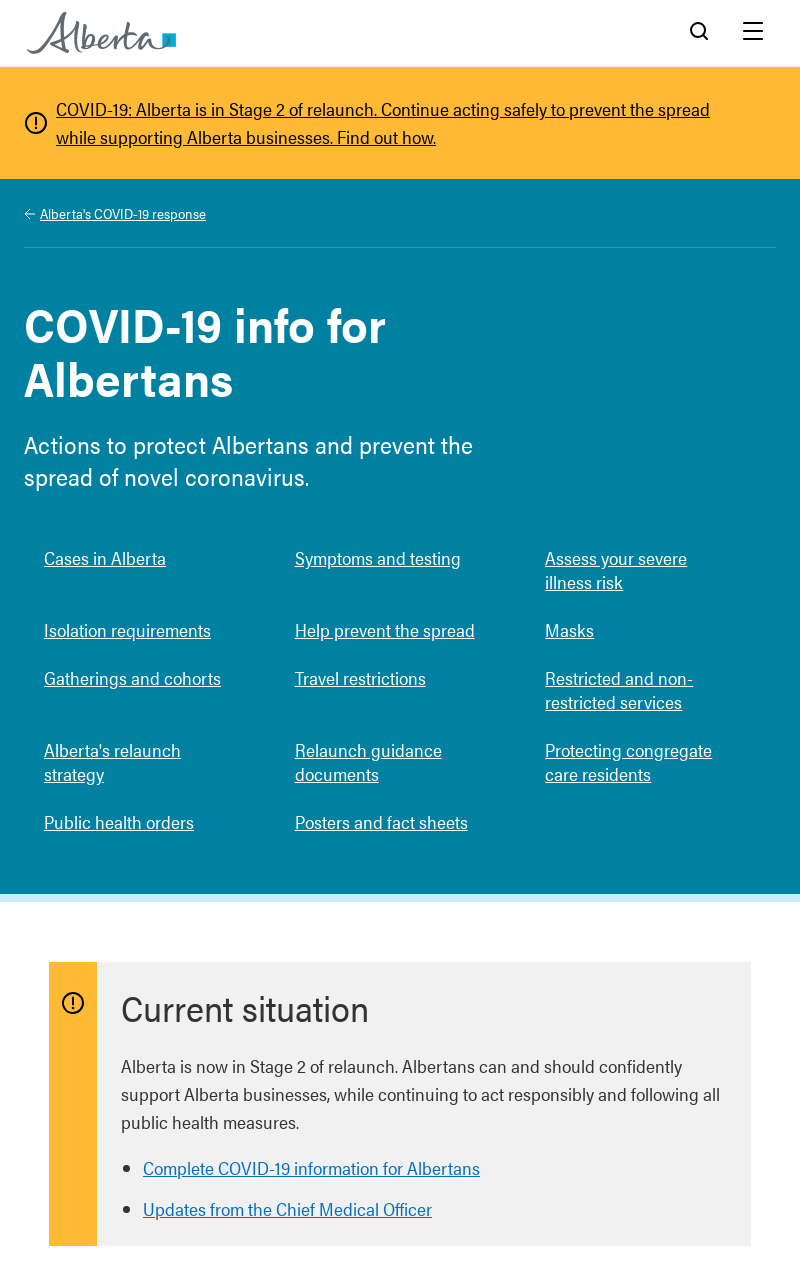 Alberta
COVID-19: Alberta is in Stage 2 of relaunch. Continue acting safely to prevent the spread
while supporting Alberta businesses. Find out how.
Alberta's COVID-19 response
COVID-19 info for
Albertans
Actions to protect Albertans and prevent the
spread of novel coronavirus.
Cases in Alberta
Symptoms and testing
Assess your severe
illness risk
Isolation requirements
Help prevent the spread
Masks
Gatherings and cohorts
Travel restrictions
Restricted and non-
restricted services
Alberta's relaunch
strategy
Relaunch guidance
documents
Protecting congregate
care residents
Public health orders
Posters and fact sheets
Current situation
Alberta is now in Stage 2 of relaunch. Albertans can and should confidently
support Alberta businesses, while continuing to act responsibly and following all
public health measures.
Complete COVID-19 information for Albertans
Updates from the Chief Medical Officer